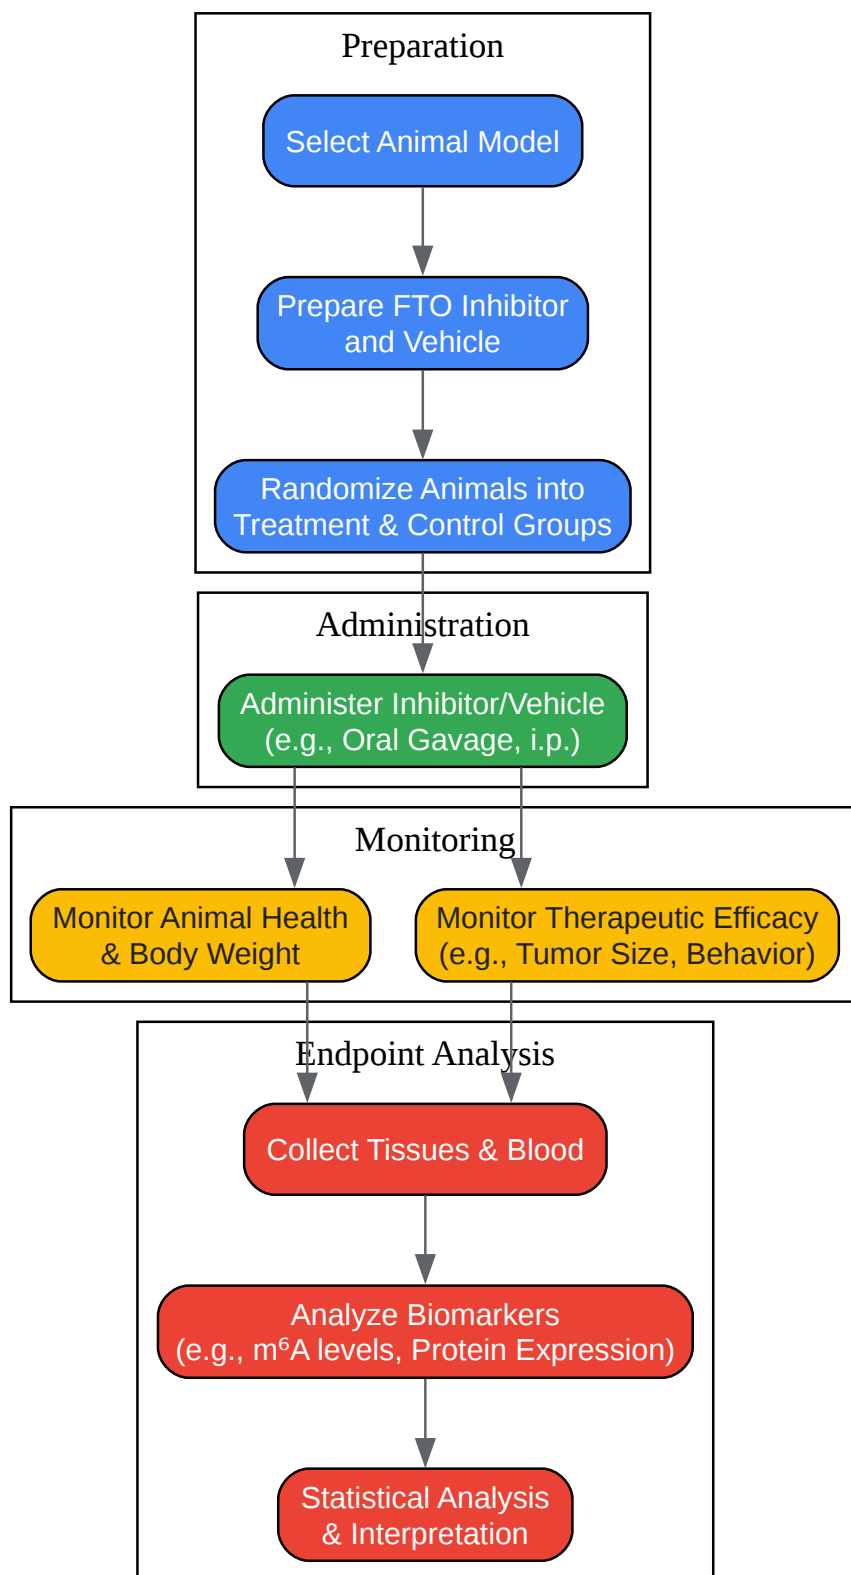 Preparation
Select Animal Model
Prepare FTO Inhibitor
and Vehicle
Randomize Animals into
Treatment & Control Groups
Administration
Administer Inhibitor/Vehicle
(e.g., Oral Gavage, i.p.)
Monitoring
Monitor Animal Health
& Body Weight
Monitor Therapeutic Efficacy
(e.g., Tumor Size, Behavior)
Endpoint Analysis
Collect Tissues & Blood
Analyze Biomarkers
(e.g., m⁶A levels, Protein Expression)
Statistical Analysis
& Interpretation